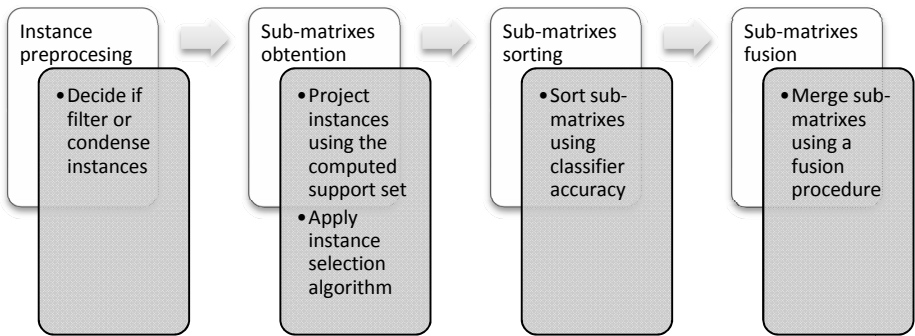 Instance
preprocesing
•Decide if
filter or
condense
instances
Sub-matrixes
obtention
•Project
instances
using the
computed
support set
•Apply
instance
selection
algorithm
Sub-matrixes
sorting
•Sort sub-
matrixes
using
classifier
accuracy
Sub-matrixes
fusion
•Merge sub-
matrixes
using a
fusion
procedure